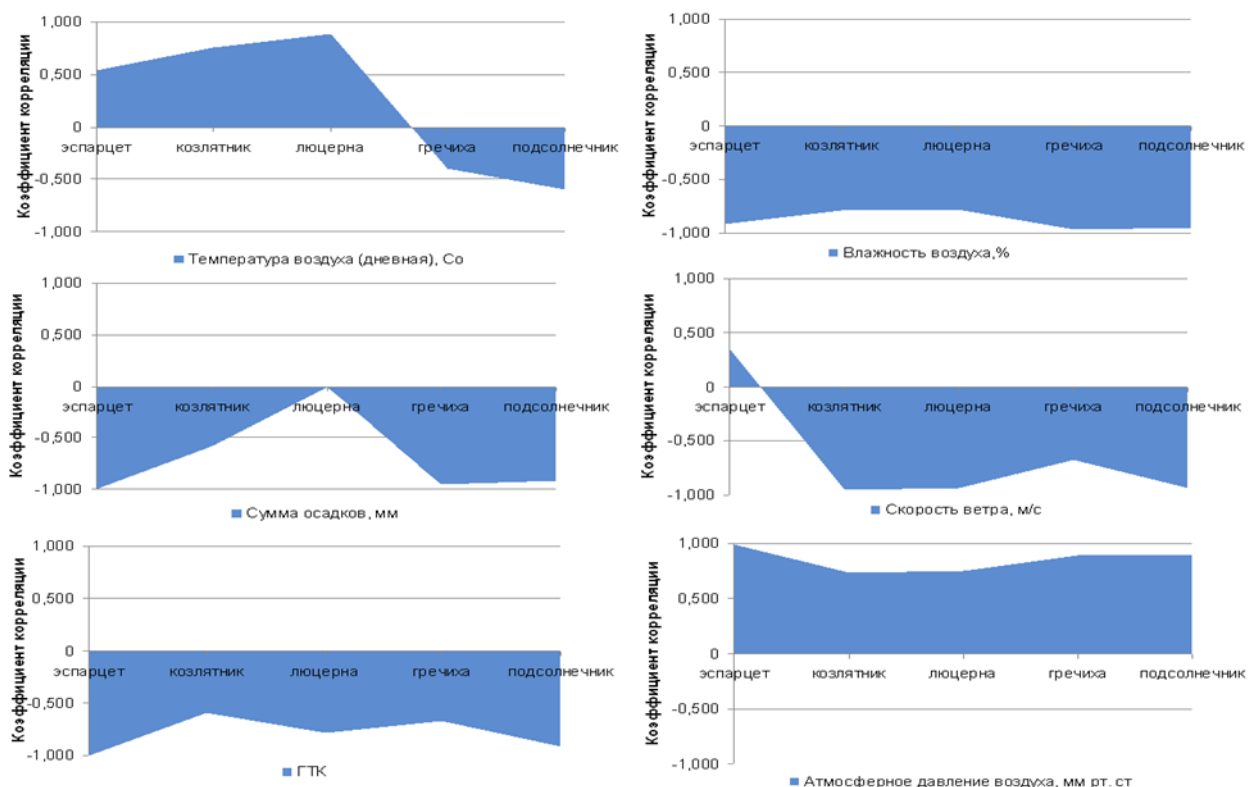 Коэффициент корреляции
1,000
0,500
0
-0,500
-1,000
эспарцет козлятник люцерна гречиха подсолнечник
Температура воздуха (дневная), Со
Коэффициент корреляции
1,000
0,500
0
-0,500
-1,000
эспарцет козлятник люцерна гречиха подсолнечник
Влажность воздуха,%
Коэффициент корреляции
1,000
0,500
0
-0,500
-1,000
эспарцет козлятник люцерна гречиха подсолнечник
Сумма осадков, мм
Коэффициент корреляции
1,000
0,500
0
-0,500
-1,000
эспарцет козлятник люцерна гречиха подсолнечник
Скорость ветра, м/с
Коэффициент корреляции
1,000
0,500
0
-0,500
-1,000
эспарцет козлятник люцерна гречиха подсолнечник
ГТК
Коэффициент корреляции
1,000
0,500
0
-0,500
-1,000
эспарцет козлятник люцерна гречиха подсолнечник
Атмосферное давление воздуха, мм рт. ст